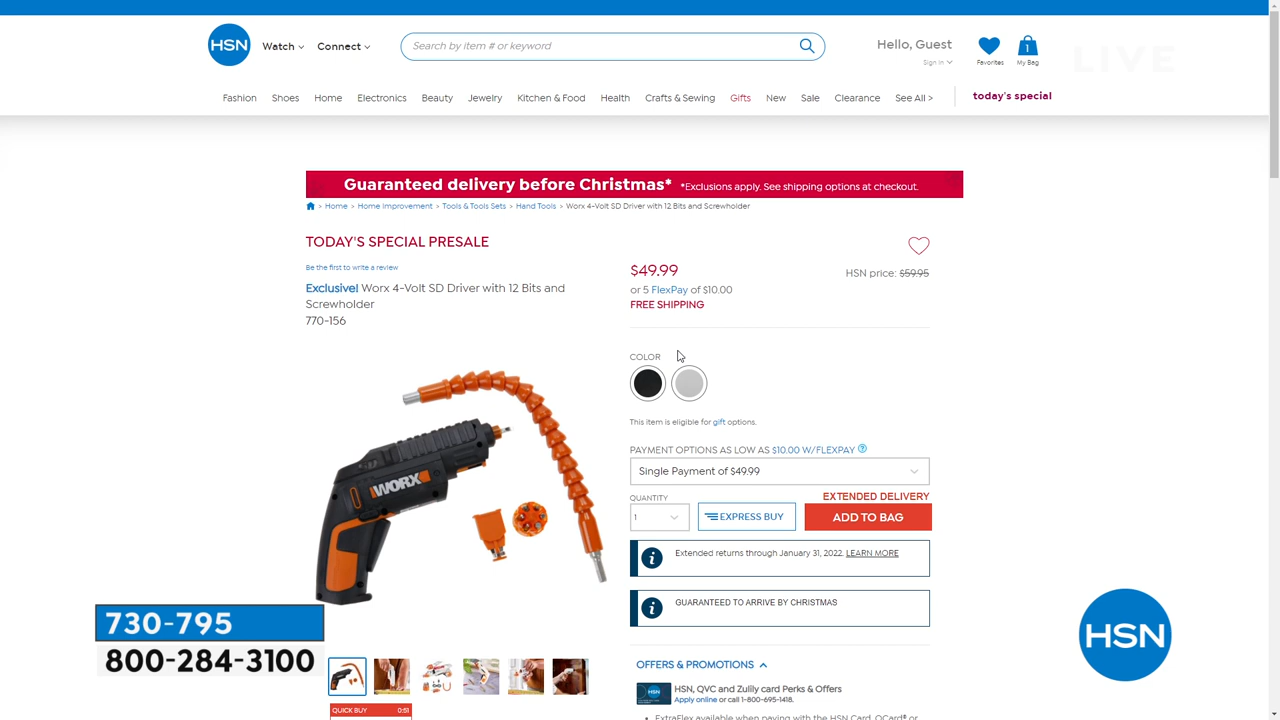 HSN
Watch
Connect
Search by item # or keyword
Hello, Guest
Sign in
Favorites
1
My Bag
LIVE
Fashion
Shoes
Home
Electronics
Beauty
Jewelry
Kitchen & Food
Health
Crafts & Sewing
Gifts
New
Sale
Clearance
See All >
today's special
Guaranteed delivery before Christmas* *Exclusions apply. See shipping options at checkout.
> Home > Home Improvement > Tools & Tools Sets > Hand Tools > Worx 4-Volt SD Driver with 12 Bits and Screwholder
TODAY'S SPECIAL PRESALE
Be the first to write a review
Exclusive! Worx 4-Volt SD Driver with 12 Bits and
Screwholder
770-156
$49.99
HSN price: $59.95
or 5 FlexPay of $10.00
FREE SHIPPING
COLOR
This item is eligible for gift options.
PAYMENT OPTIONS AS LOW AS $10.00 W/FLEXPAY ?
Single Payment of $49.99
QUANTITY
1
EXPRESS BUY
EXTENDED DELIVERY
ADD TO BAG
i Extended returns through January 31, 2022. LEARN MORE
i GUARANTEED TO ARRIVE BY CHRISTMAS
WORX
730-795
800-284-3100
HSN
QUICK BUY 0:51
OFFERS & PROMOTIONS
HSN
HSN, QVC and Zulily card Perks & Offers
Apply online or call 1-800-695-1418.
• ExtraFlex available when paying with the HSN Card, QCard® or